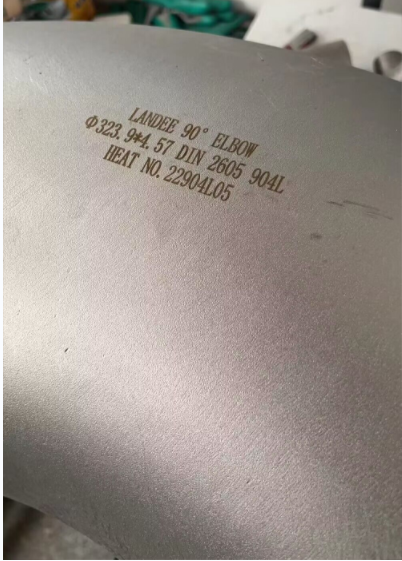 LANDEE 90° ELBOW
Φ323.9*4.57 DIN 2605 904L
HEAT NO. 22904L05